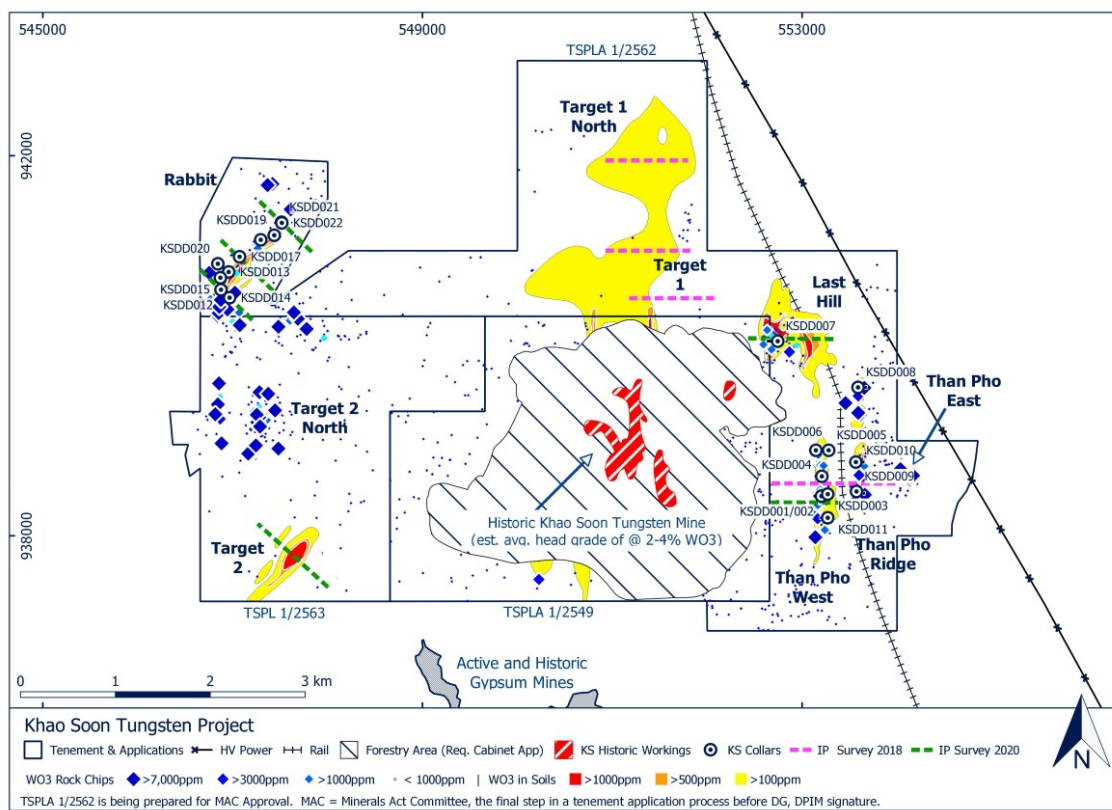 545000
549000
553000
TSPLA 1/2562
Target 1
North
942000
Rabbit
KSDD021
KSDD019
KSDD022
KSDD020
KSDD017
KSDD013
KSDD015
KSDD014
KSDD012
Target
1
Last
Hill
KSDD007
KSDD008
Than Pho
East
Target 2
North
KSDD006
KSDD005
KSDD010
KSDD004
KSDD009
KSDD001/002
KSDD003
KSDD011
Historic Khao Soon Tungsten Mine
(est. avg. head grade of @ 2-4% WO3)
938000
Target
2
Than Pho
Ridge
Than Pho
West
TSPL 1/2563
TSPLA 1/2549
Active and Historic
Gypsum Mines
0 1 2 3 km
N
Khao Soon Tungsten Project
Tenement & Applications HV Power Rail Forestry Area (Req. Cabinet App) KS Historic Workings KS Collars IP Survey 2018 IP Survey 2020
WO3 Rock Chips >7,000ppm >3000ppm >1000ppm < 1000ppm | WO3 in Soils >1000ppm >500ppm >100ppm
TSPLA 1/2562 is being prepared for MAC Approval. MAC = Minerals Act Committee, the final step in a tenement application process before DG, DPIM signature.